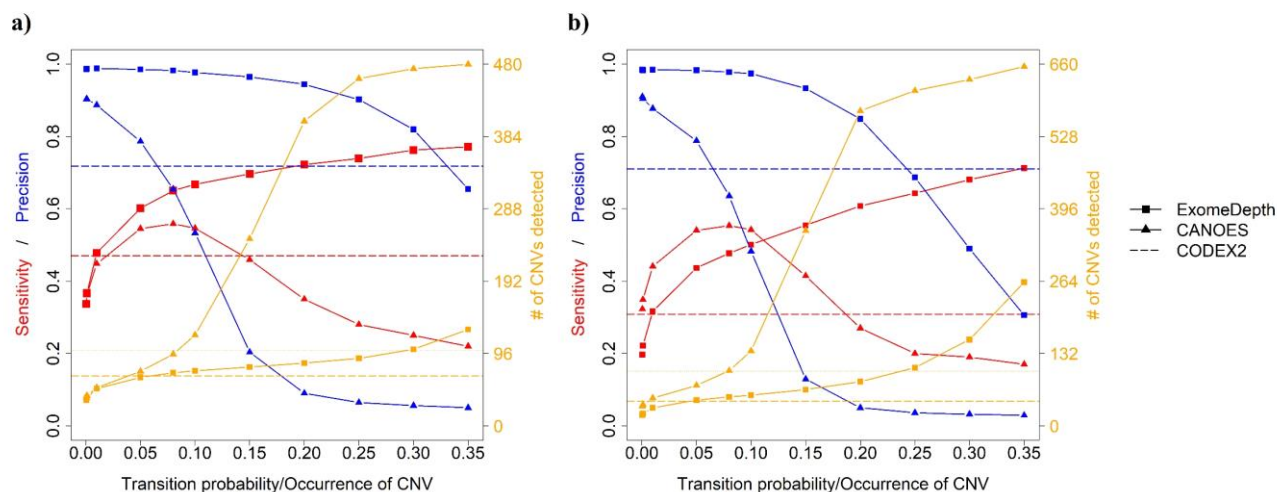 a)
Sensitivity / Precision
1.0
0.8
0.6
0.4
0.2
0.0
480
384
288
192
96
0
# of CNVs detected
0.00 0.05 0.10 0.15 0.20 0.25 0.30 0.35
Transition probability/Occurrence of CNV
b)
Sensitivity / Precision
1.0
0.8
0.6
0.4
0.2
0.0
660
528
396
264
132
0
# of CNVs detected
0.00 0.05 0.10 0.15 0.20 0.25 0.30 0.35
Transition probability/Occurrence of CNV
ExomeDepth
CANOES
CODEX2